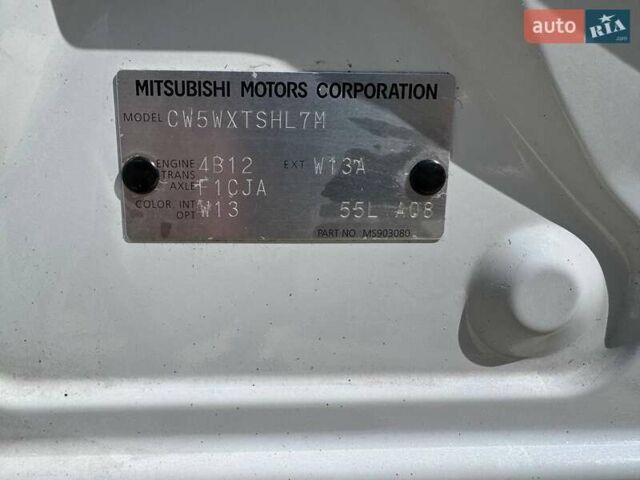 auto RIA.com
MITSUBISHI MOTORS CORPORATION
MODEL CW5WXTSHL7M
ENGINE 4B12 EXT W13A
TRANS AXLE F1CJA
COLOR. INT OPT W13 55L A08
PART NO MS903080